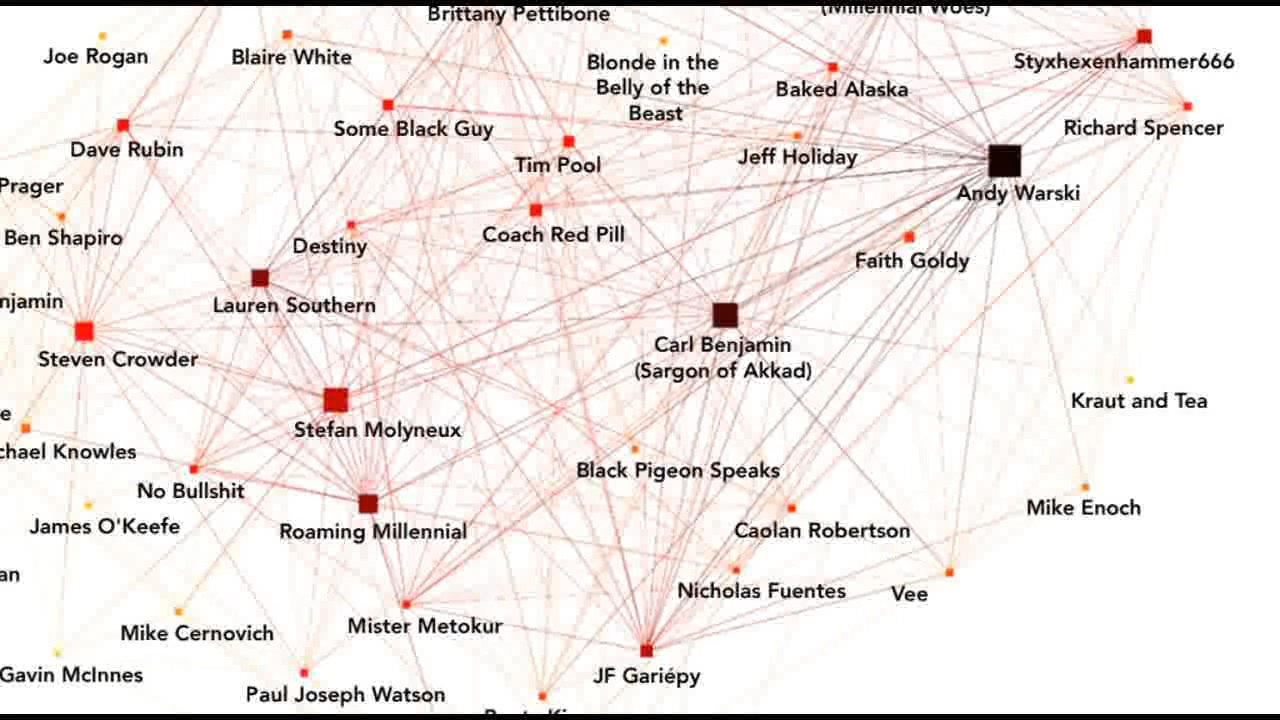 Brittany Pettibone
(Millennial Woes)
Joe Rogan
Blaire White
Blonde in the
Belly of the
Beast
Styxhexenhammer666
Baked Alaska
Some Black Guy
Richard Spencer
Dave Rubin
Tim Pool
Jeff Holiday
Prager
Andy Warski
Ben Shapiro
Destiny
Coach Red Pill
Faith Goldy
njamin
Lauren Southern
Carl Benjamin
(Sargon of Akkad)
Steven Crowder
Kraut and Tea
e
Stefan Molyneux
chael Knowles
Black Pigeon Speaks
No Bullshit
Mike Enoch
James O'Keefe
Roaming Millennial
Caolan Robertson
an
Nicholas Fuentes
Vee
Mike Cernovich
Mister Metokur
Gavin McInnes
JF Gariépy
Paul Joseph Watson